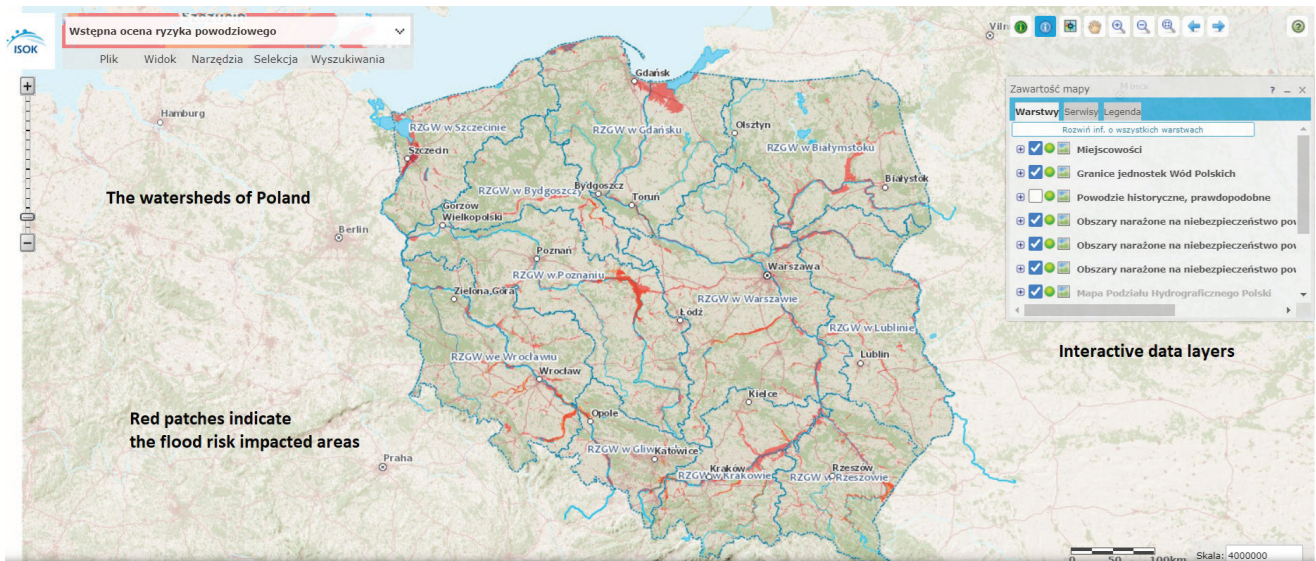 ISOK
Wstępna ocena ryzyka powodziowego
Plik Widok Narzędzia Selekcja Wyszukiwania
Hamburg
Berlin
Praha
The watersheds of Poland
Red patches indicate
the flood risk impacted areas
Gdańsk
RZGW w Szczecinie
RZGW w Gdańsku
Olsztyn
RZGW w Białymstoku
Szczecin
Białystok
RZGW w Bydgoszczy
Bydgoszcz
Toruń
Gorzów
Wielkopolski
Poznań
Warszawa
RZGW w Poznaniu
Zielona Góra
RZGW w Warszawie
Łódź
RZGW w Lublinie
RZGW we Wrocławiu
Lublin
Wrocław
Kielce
Opole
RZGW w
Katowice
Kraków
RZGW w Krakowie
Rzeszów
RZGW w Rzeszowie
Zawartość mapy ? _ ×
Warstwy Serwisy Legenda
Rozwiń inf. o wszystkich warstwach
Miejscowości
Granice jednostek Wód Polskich
Powodzie historyczne, prawdopodobne
Obszary narażone na niebezpieczeństwo pow
Obszary narażone na niebezpieczeństwo pow
Obszary narażone na niebezpieczeństwo pow
Mapa Podziału Hydrograficznego Polski
Interactive data layers
0 50 100km
Skala: 4000000